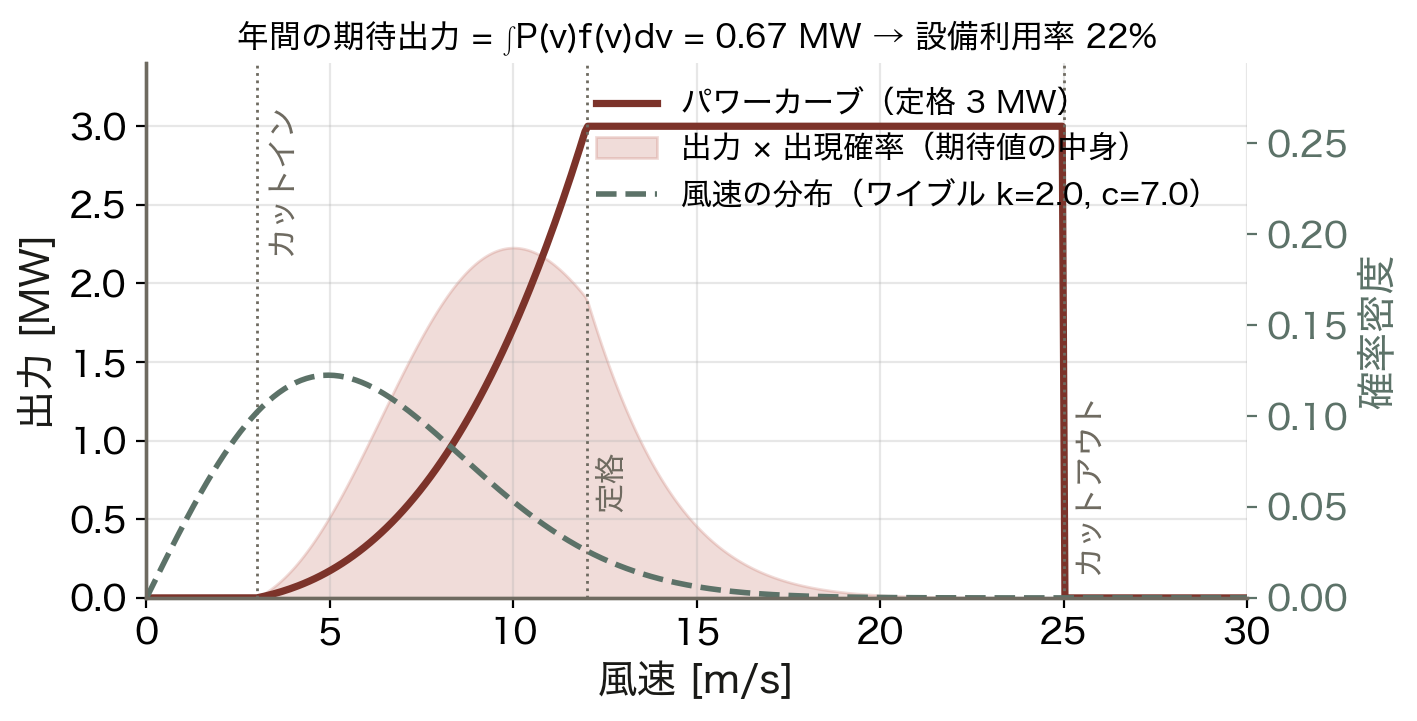 年間の期待出力 = ∫P(v)f(v)dv = 0.67 MW → 設備利用率 22%
パワーカーブ（定格 3 MW）
出力 × 出現確率（期待値の中身）
風速の分布（ワイブル k=2.0, c=7.0）
カットイン
定格
カットアウト
出力 [MW]
3.0
2.5
2.0
1.5
1.0
0.5
0.0
確率密度
0.25
0.20
0.15
0.10
0.05
0.00
0 5 10 15 20 25 30
風速 [m/s]